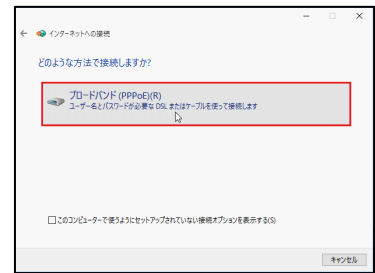 インターネットへの接続
どのような方法で接続しますか?
ブロードバンド (PPPoE)(R)
ユーザー名とパスワードが必要な DSL またはケーブルを使って接続します
このコンピューターで使うようにセットアップされていない接続オプションを表示する(S)
キャンセル